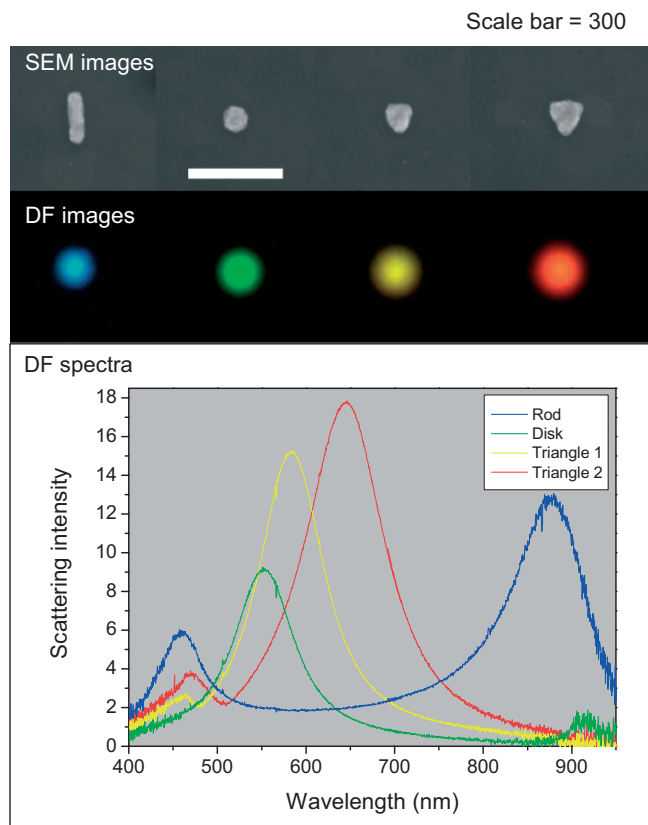 Scale bar = 300
SEM images
DF images
DF spectra
18
16
14
12
10
8
6
4
2
0
Scattering intensity
Rod
Disk
Triangle 1
Triangle 2
400 500 600 700 800 900
Wavelength (nm)